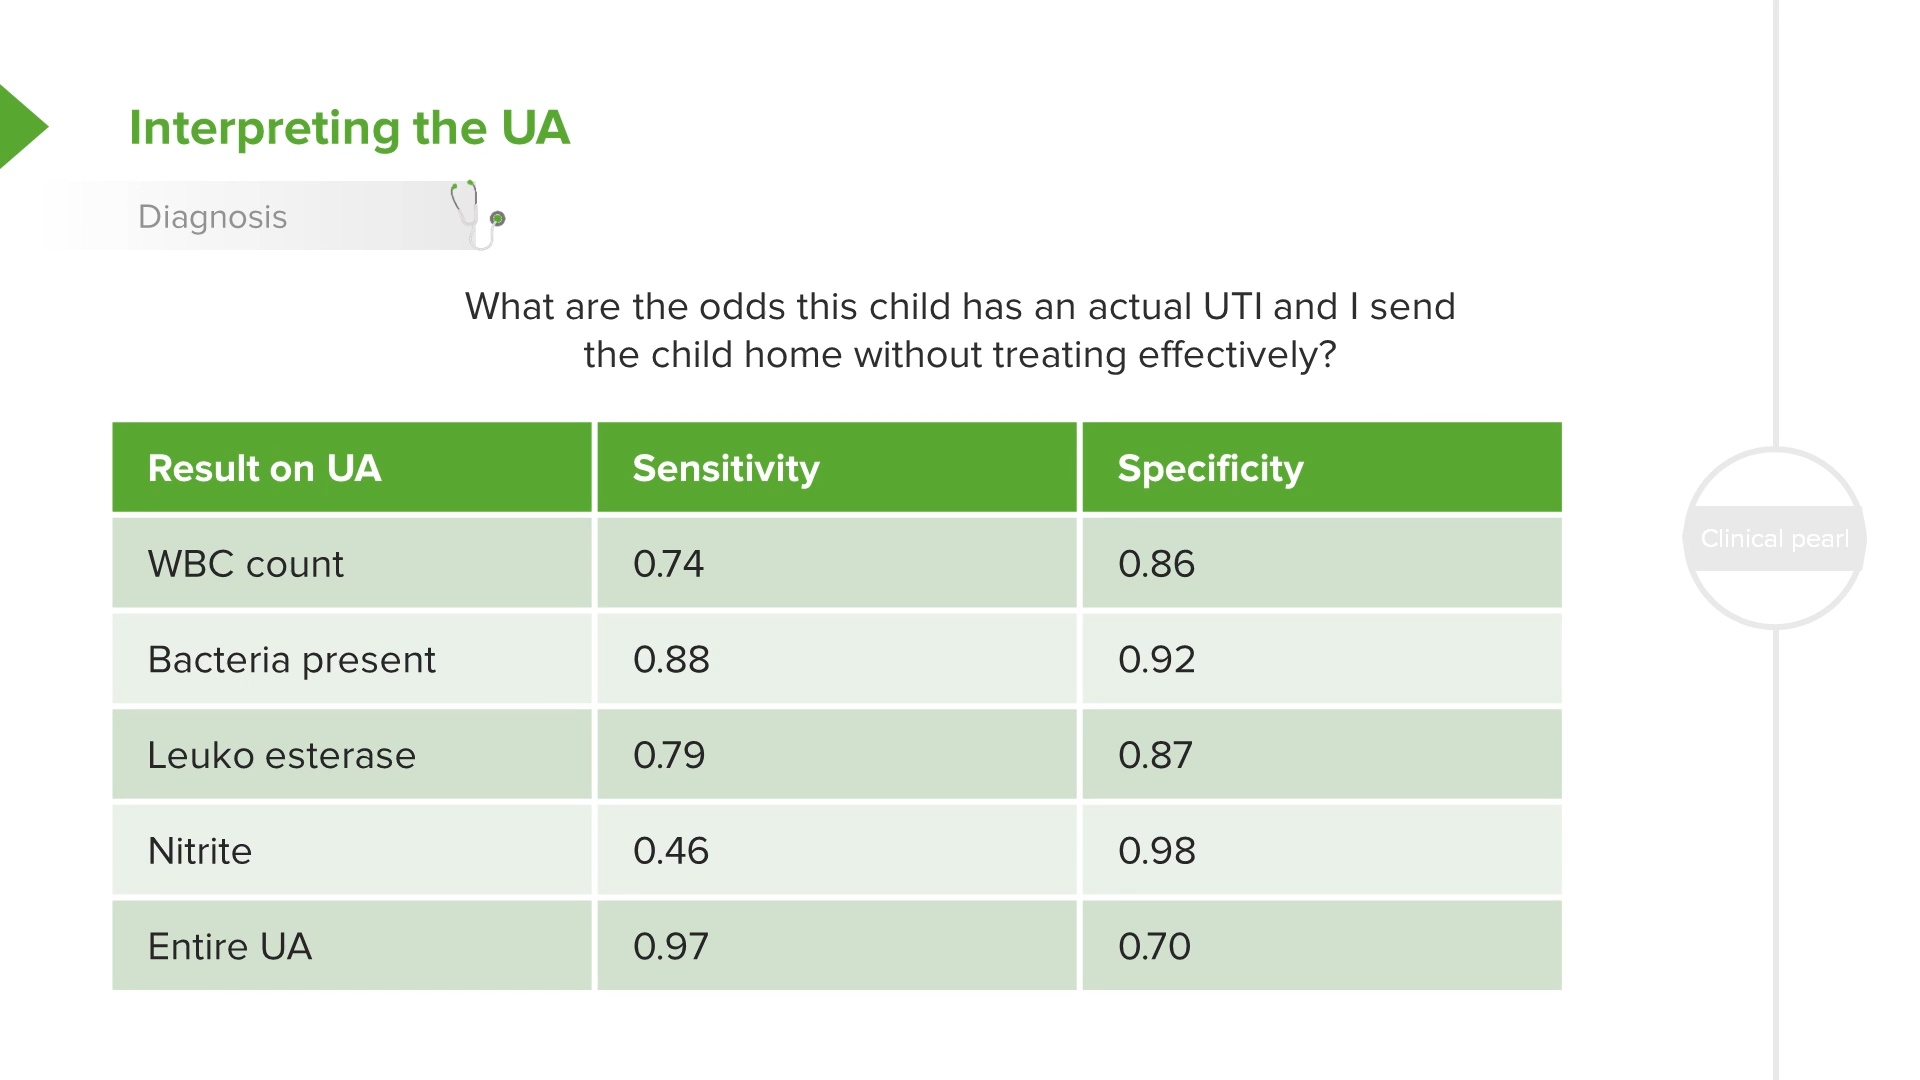 Interpreting the UA
Diagnosis
What are the odds this child has an actual UTI and I send
the child home without treating effectively?
Result on UA Sensitivity Specificity
WBC count 0.74 0.86
Bacteria present 0.88 0.92
Leuko esterase 0.79 0.87
Nitrite 0.46 0.98
Entire UA 0.97 0.70
Clinical pearl